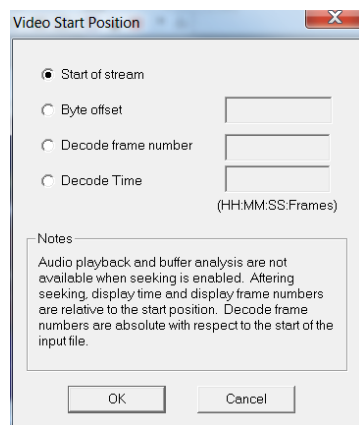 Video Start Position
Start of stream
Byte offset
Decode frame number
Decode Time
(HH:MM:SS:Frames)
Notes
Audio playback and buffer analysis are not
available when seeking is enabled. Aftering
seeking, display time and display frame numbers
are relative to the start position. Decode frame
numbers are absolute with respect to the start of the
input file.
OK
Cancel